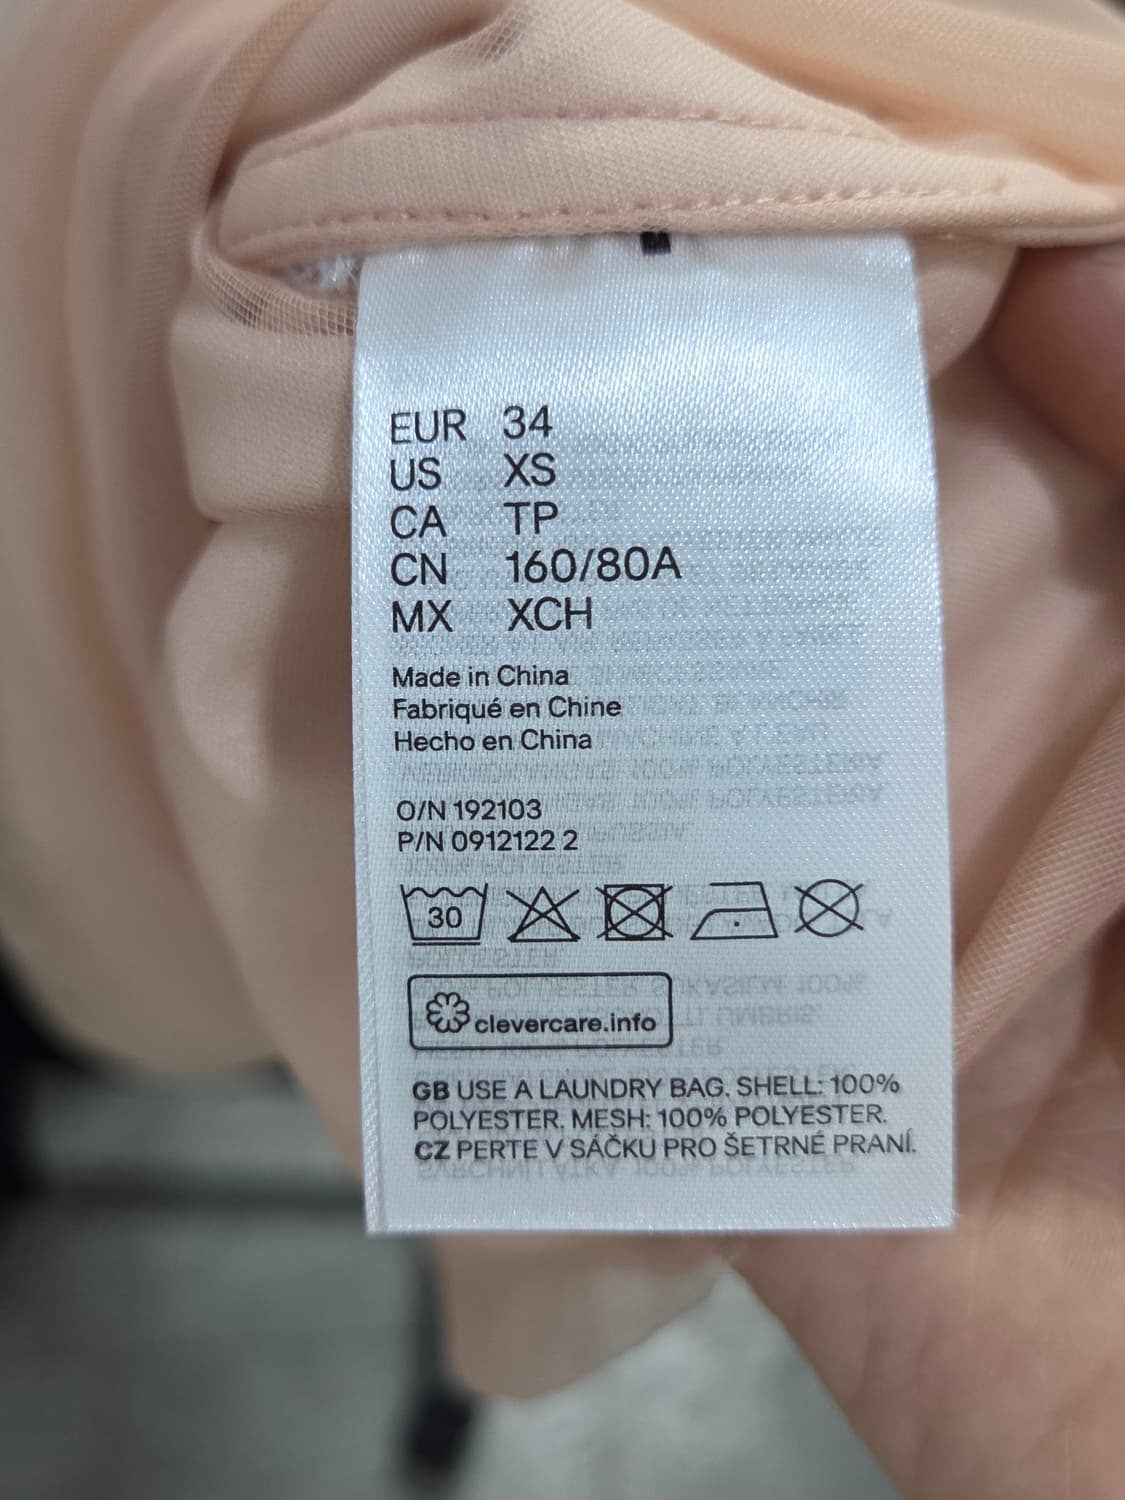 EUR 34
US XS
CA TP
CN 160/80A
MX XCH
Made in China
Fabriqué en Chine
Hecho en China
O/N 192103
P/N 0912122 2
30
clevercare.info
GB USE A LAUNDRY BAG. SHELL: 100%
POLYESTER. MESH: 100% POLYESTER.
CZ PERTE V SÁČKU PRO ŠETRNÉ PRANÍ.